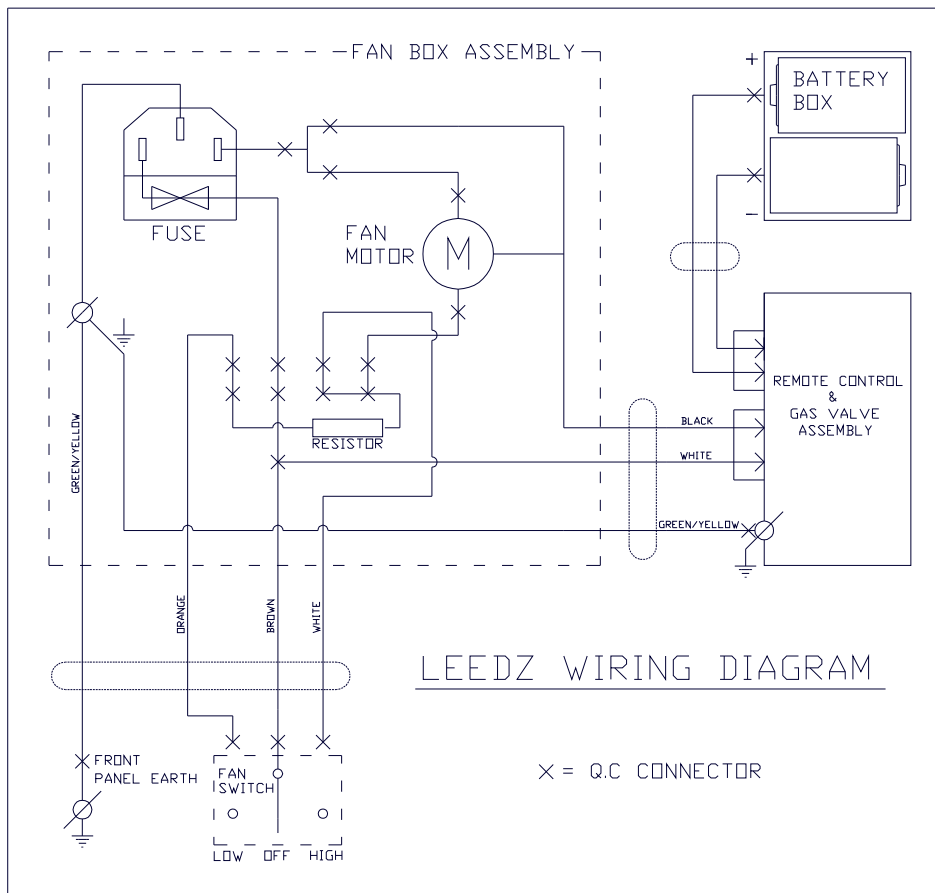 FAN BOX ASSEMBLY
+
BATTERY
BOX
−
FUSE
FAN
MOTOR
M
REMOTE CONTROL
&
GAS VALVE
ASSEMBLY
RESISTOR
BLACK
WHITE
GREEN/YELLOW
GREEN/YELLOW
ORANGE
BROWN
WHITE
LEEDZ WIRING DIAGRAM
FRONT
PANEL EARTH
FAN
SWITCH
X = Q.C CONNECTOR
LOW OFF HIGH